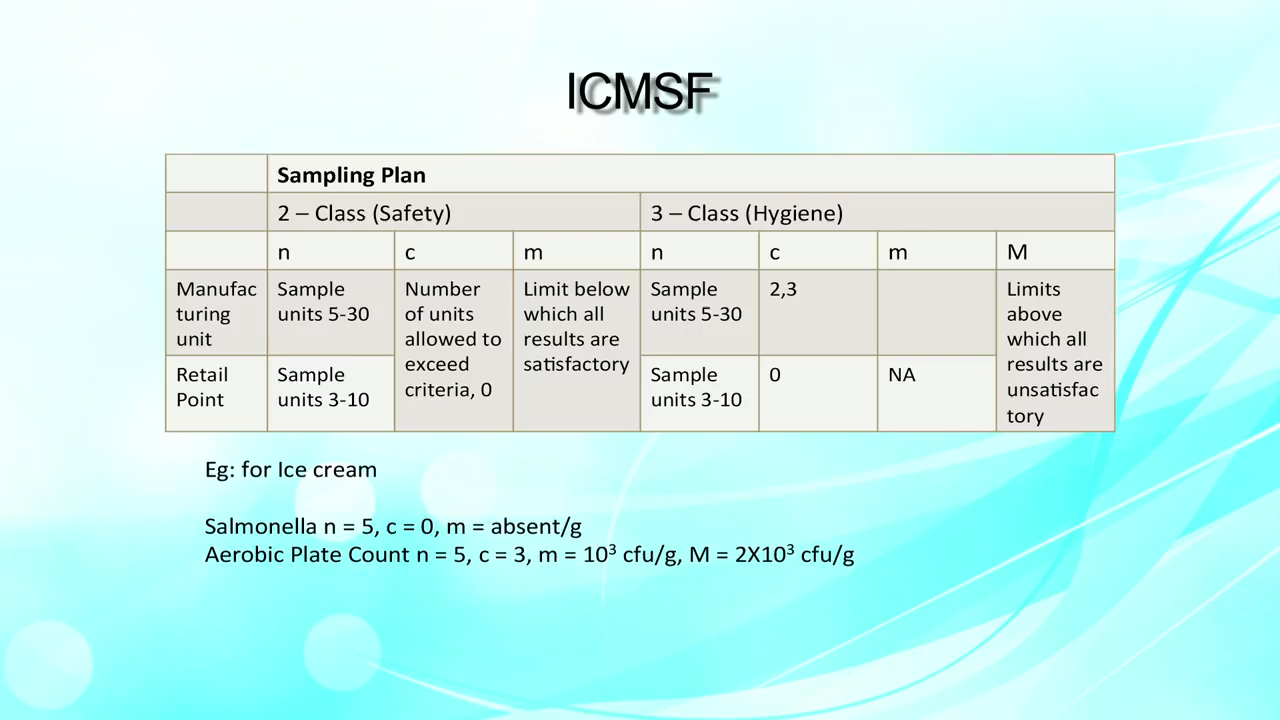 ICMSF
Sampling Plan
2 – Class (Safety) 3 – Class (Hygiene)
n c m n c m M
Manufac
turing
unit
Sample
units 5-30
Number
of units
allowed to
exceed
criteria, 0
Limit below
which all
results are
satisfactory
Sample
units 5-30
2,3
Limits
above
which all
results are
unsatisfac
tory
Retail
Point
Sample
units 3-10
Sample
units 3-10
0
NA
Eg: for Ice cream
Salmonella n = 5, c = 0, m = absent/g
Aerobic Plate Count n = 5, c = 3, m = 10³ cfu/g, M = 2X10³ cfu/g